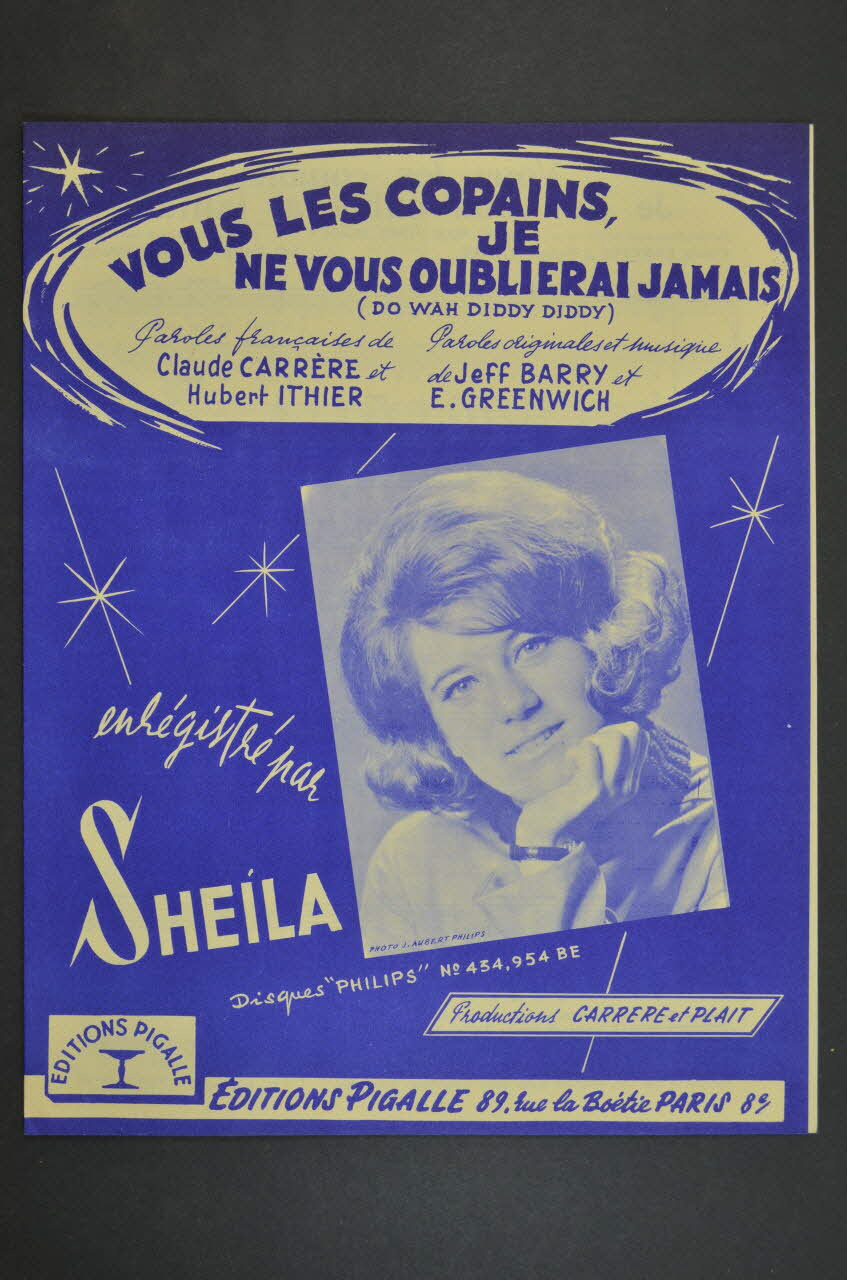 VOUS LES COPAINS,
JE
NE VOUS OUBLIERAI JAMAIS
(DO WAH DIDDY DIDDY)
Paroles françaises de
Claude CARRÈRE et
Hubert ITHIER
Paroles originales et musique
de Jeff BARRY et
E. GREENWICH
enrégistré par
SHEILA
PHOTO J. AUBERT PHILIPS
Disques "PHILIPS" No 434,954 BE
Productions CARRERE et PLAIT
EDITIONS PIGALLE
ÉDITIONS PIGALLE 89, rue la Boétie PARIS 8e